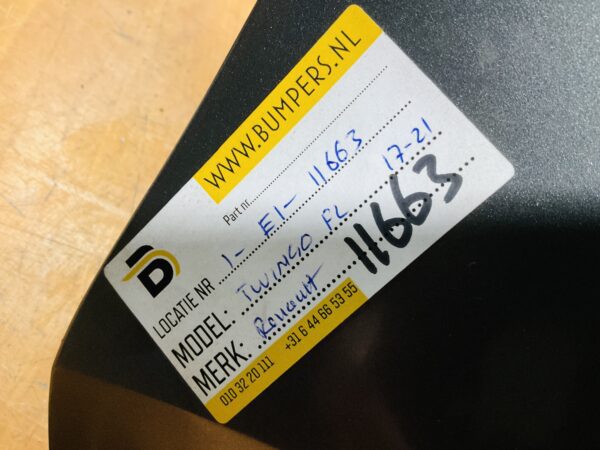 WWW.BUMPERS.NL
Part nr.
LOCATIE NR 1- E1- 11663
MODEL: TWINGO FL 17-21
MERK: Renault 11663
010 32 20 111 +31 6 44 66 53 55